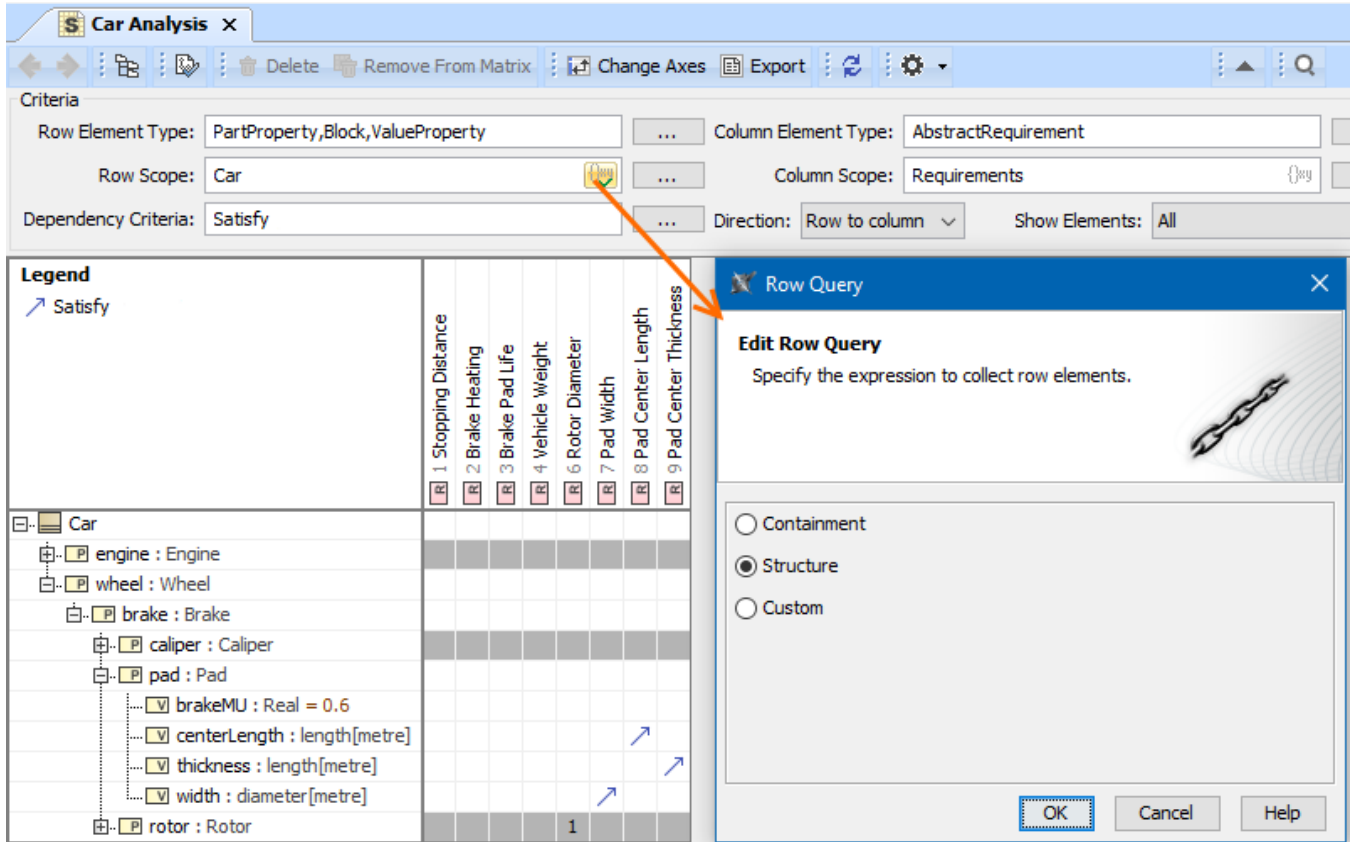 S Car Analysis X
Delete Remove From Matrix Change Axes Export
Criteria
Row Element Type: PartProperty,Block,ValueProperty ... Column Element Type: AbstractRequirement
Row Scope: Car {}xy ... Column Scope: Requirements {}xy
Dependency Criteria: Satisfy ... Direction: Row to column Show Elements: All
Legend
Satisfy
R 1 Stopping Distance
R 2 Brake Heating
R 3 Brake Pad Life
R 4 Vehicle Weight
R 6 Rotor Diameter
R 7 Pad Width
R 8 Pad Center Length
R 9 Pad Center Thickness
Car
P engine : Engine
P wheel : Wheel
P brake : Brake
P caliper : Caliper
P pad : Pad
V brakeMU : Real = 0.6
V centerLength : length[metre]
V thickness : length[metre]
V width : diameter[metre]
P rotor : Rotor 1
Row Query
Edit Row Query
Specify the expression to collect row elements.
Containment
Structure
Custom
OK Cancel Help